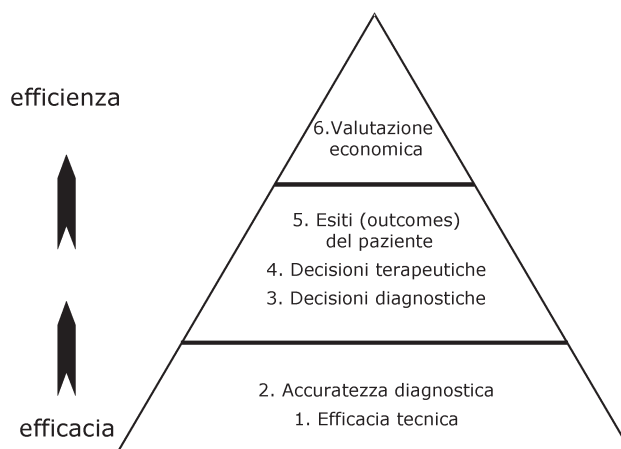 efficienza
6.Valutazione
economica
5. Esiti (outcomes)
del paziente
4. Decisioni terapeutiche
3. Decisioni diagnostiche
2. Accuratezza diagnostica
1. Efficacia tecnica
efficacia